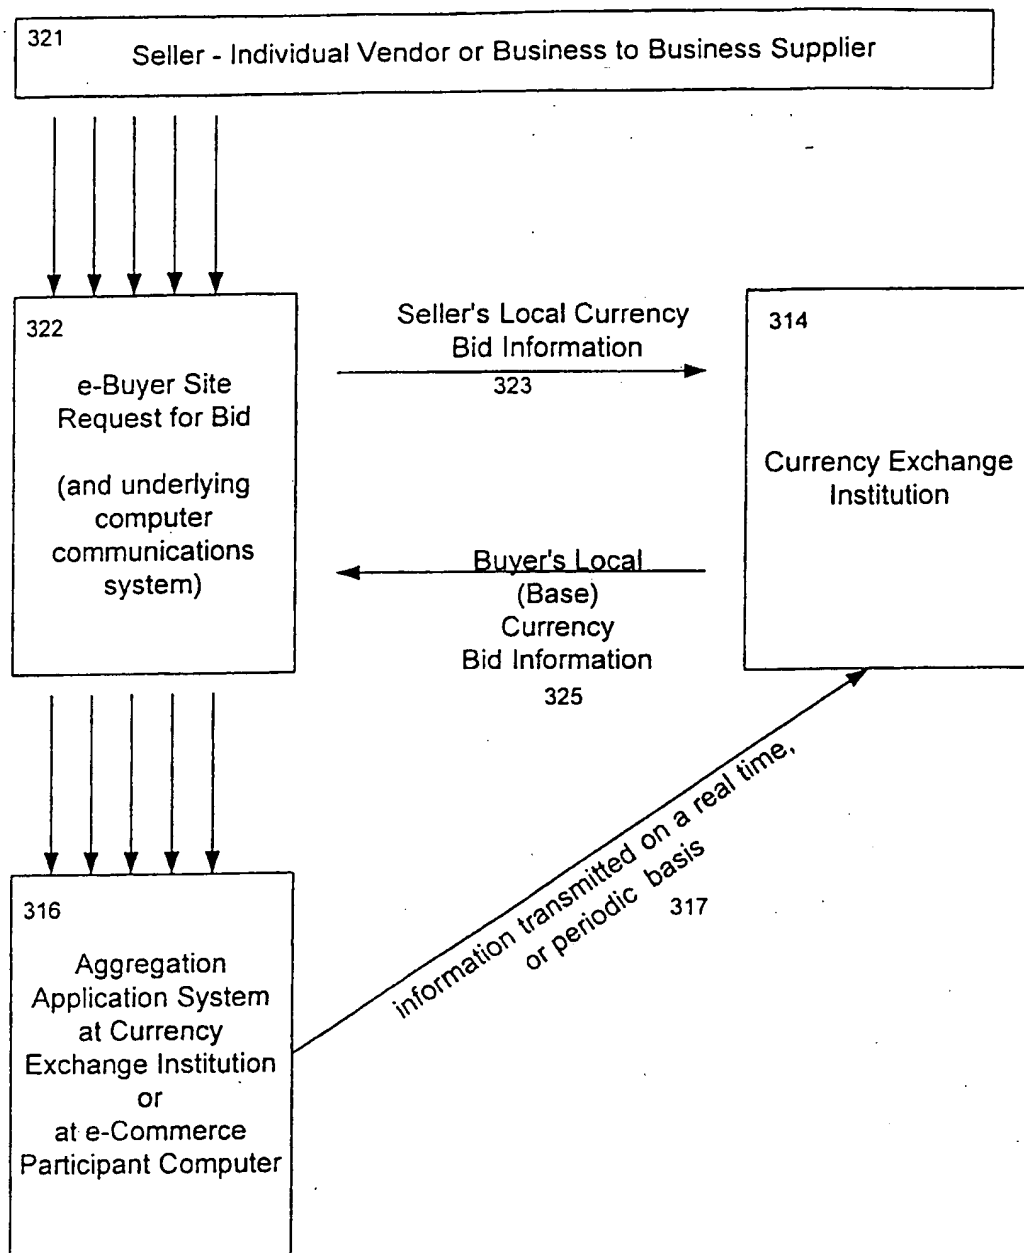 321
Seller - Individual Vendor or Business to Business Supplier
322
e-Buyer Site
Request for Bid
(and underlying
computer
communications
system)
Seller's Local Currency
Bid Information
323
314
Currency Exchange
Institution
Buyer's Local
(Base)
Currency
Bid Information
325
information transmitted on a real time,
or periodic basis
317
316
Aggregation
Application System
at Currency
Exchange Institution
or
at e-Commerce
Participant Computer